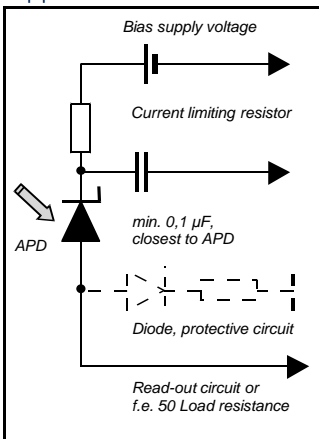 Bias supply voltage
Current limiting resistor
min. 0,1 µF,
closest to APD
APD
Diode, protective circuit
Read-out circuit or
f.e. 50 Load resistance